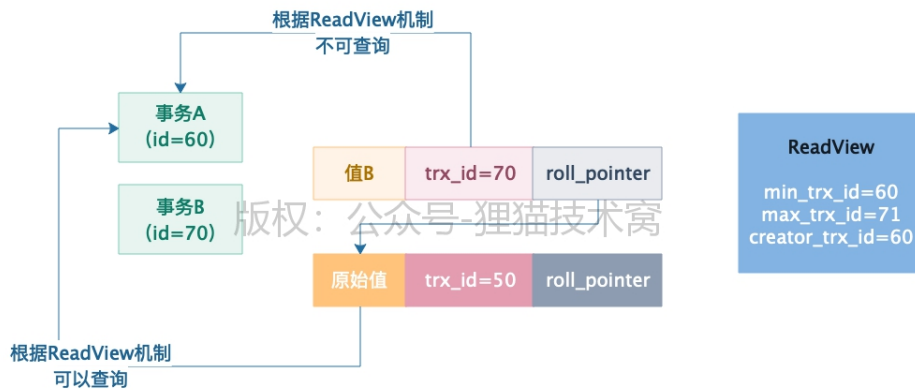 根据ReadView机制
不可查询
事务A
（id=60）
事务B
（id=70）
值B
trx_id=70
roll_pointer
原始值
trx_id=50
roll_pointer
根据ReadView机制
可以查询
ReadView
min_trx_id=60
max_trx_id=71
creator_trx_id=60
版权：公众号-狸猫技术窝